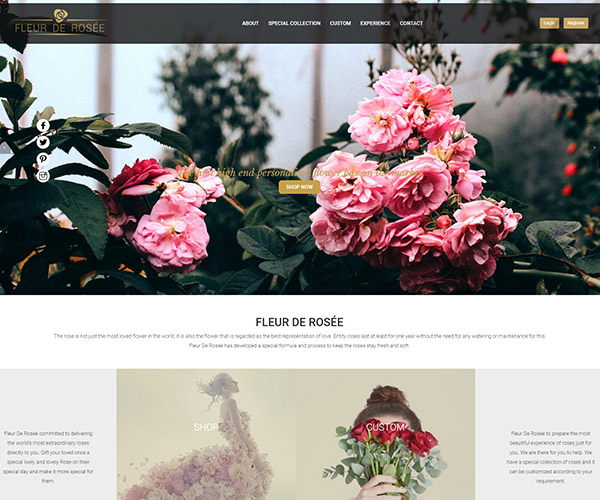 FLEUR DE ROSÉE
ABOUT SPECIAL COLLECTION CUSTOM EXPERIENCE CONTACT
Login Register
high end personalized flower on the market
SHOP NOW
FLEUR DE ROSÉE
The rose is not just the most loved flower in the world, it is also the flower that is regarded as the best representation of love. Entity roses last at least for one year without the need for any watering or maintenance for this.
Fleur De Rosée has developed a special formula and process to keep the roses stay fresh and soft.
Fleur De Rosée committed to delivering
the world's most extraordinary roses
directly to you. Gift your loved once a
special lively and lovely Rose on their
special day and make it more special for
them.
SHOP
CUSTOM
Fleur De Rosée to prepare the most
beautiful experience of roses just for
you. We are there for you to help. We
have a special collection of roses and it
can be customized according to your
requirement